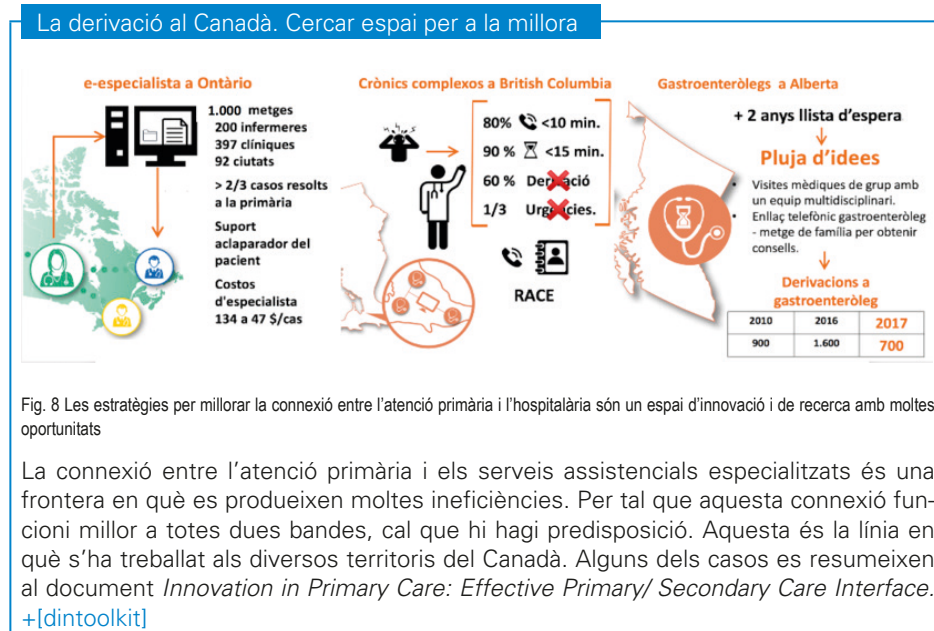 La derivació al Canadà. Cercar espai per a la millora
e-especialista a Ontàrio
1.000 metges
200 infermeres
397 clíniques
92 ciutats
> 2/3 casos resolts
a la primària
Suport
aclaparador del
pacient
Costos
d'especialista
134 a 47 $/cas
Crònics complexos a British Columbia
80% <10 min.
90 % <15 min.
60 % Derivació
1/3 Urgències.
RACE
Gastroenteròlegs a Alberta
+ 2 anys llista d'espera
Pluja d'idees
• Visites mèdiques de grup amb
un equip multidisciplinari.
• Enllaç telefònic gastroenteròleg
- metge de família per obtenir
consells.
Derivacions a
gastroenteròleg
2010 2016 2017
900 1.600 700
Fig. 8 Les estratègies per millorar la connexió entre l'atenció primària i l'hospitalària són un espai d'innovació i de recerca amb moltes
oportunitats
La connexió entre l'atenció primària i els serveis assistencials especialitzats és una
frontera en què es produeixen moltes ineficiències. Per tal que aquesta connexió fun-
cioni millor a totes dues bandes, cal que hi hagi predisposició. Aquesta és la línia en
què s'ha treballat als diversos territoris del Canadà. Alguns dels casos es resumeixen
al document Innovation in Primary Care: Effective Primary/ Secondary Care Interface.
+[dintoolkit]